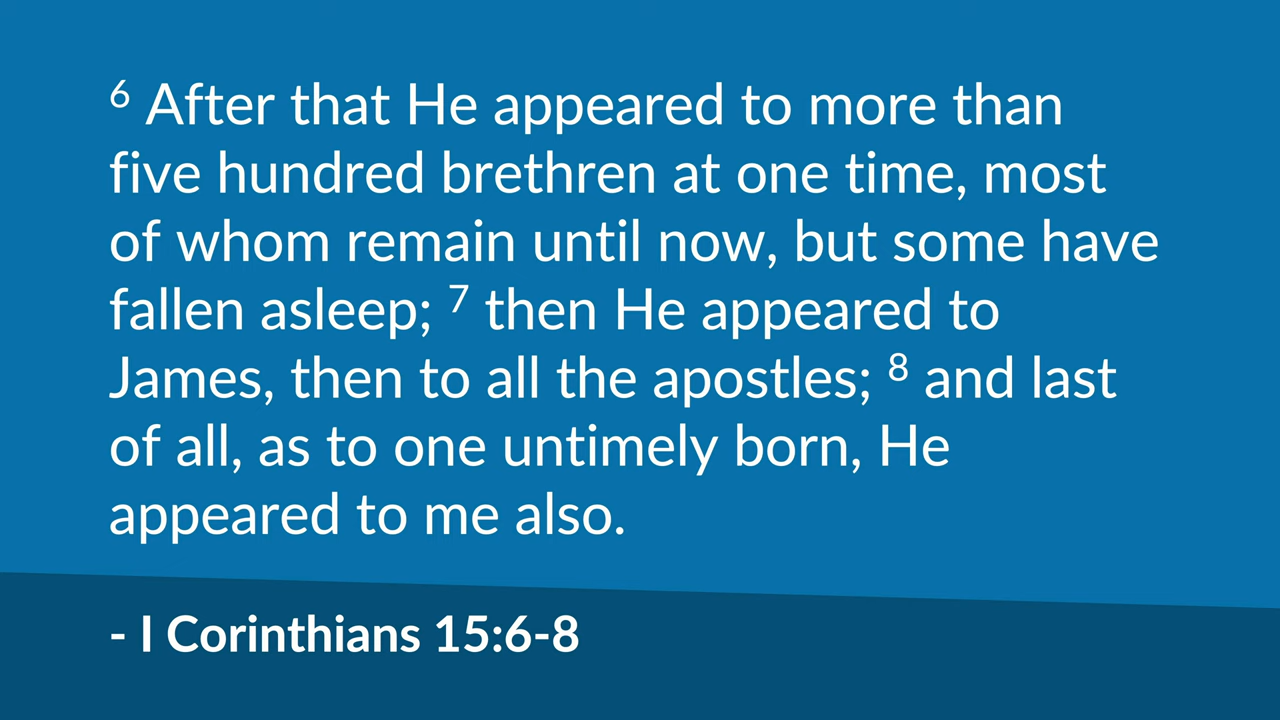 6 After that He appeared to more than
five hundred brethren at one time, most
of whom remain until now, but some have
fallen asleep; 7 then He appeared to
James, then to all the apostles; 8 and last
of all, as to one untimely born, He
appeared to me also.
- I Corinthians 15:6-8